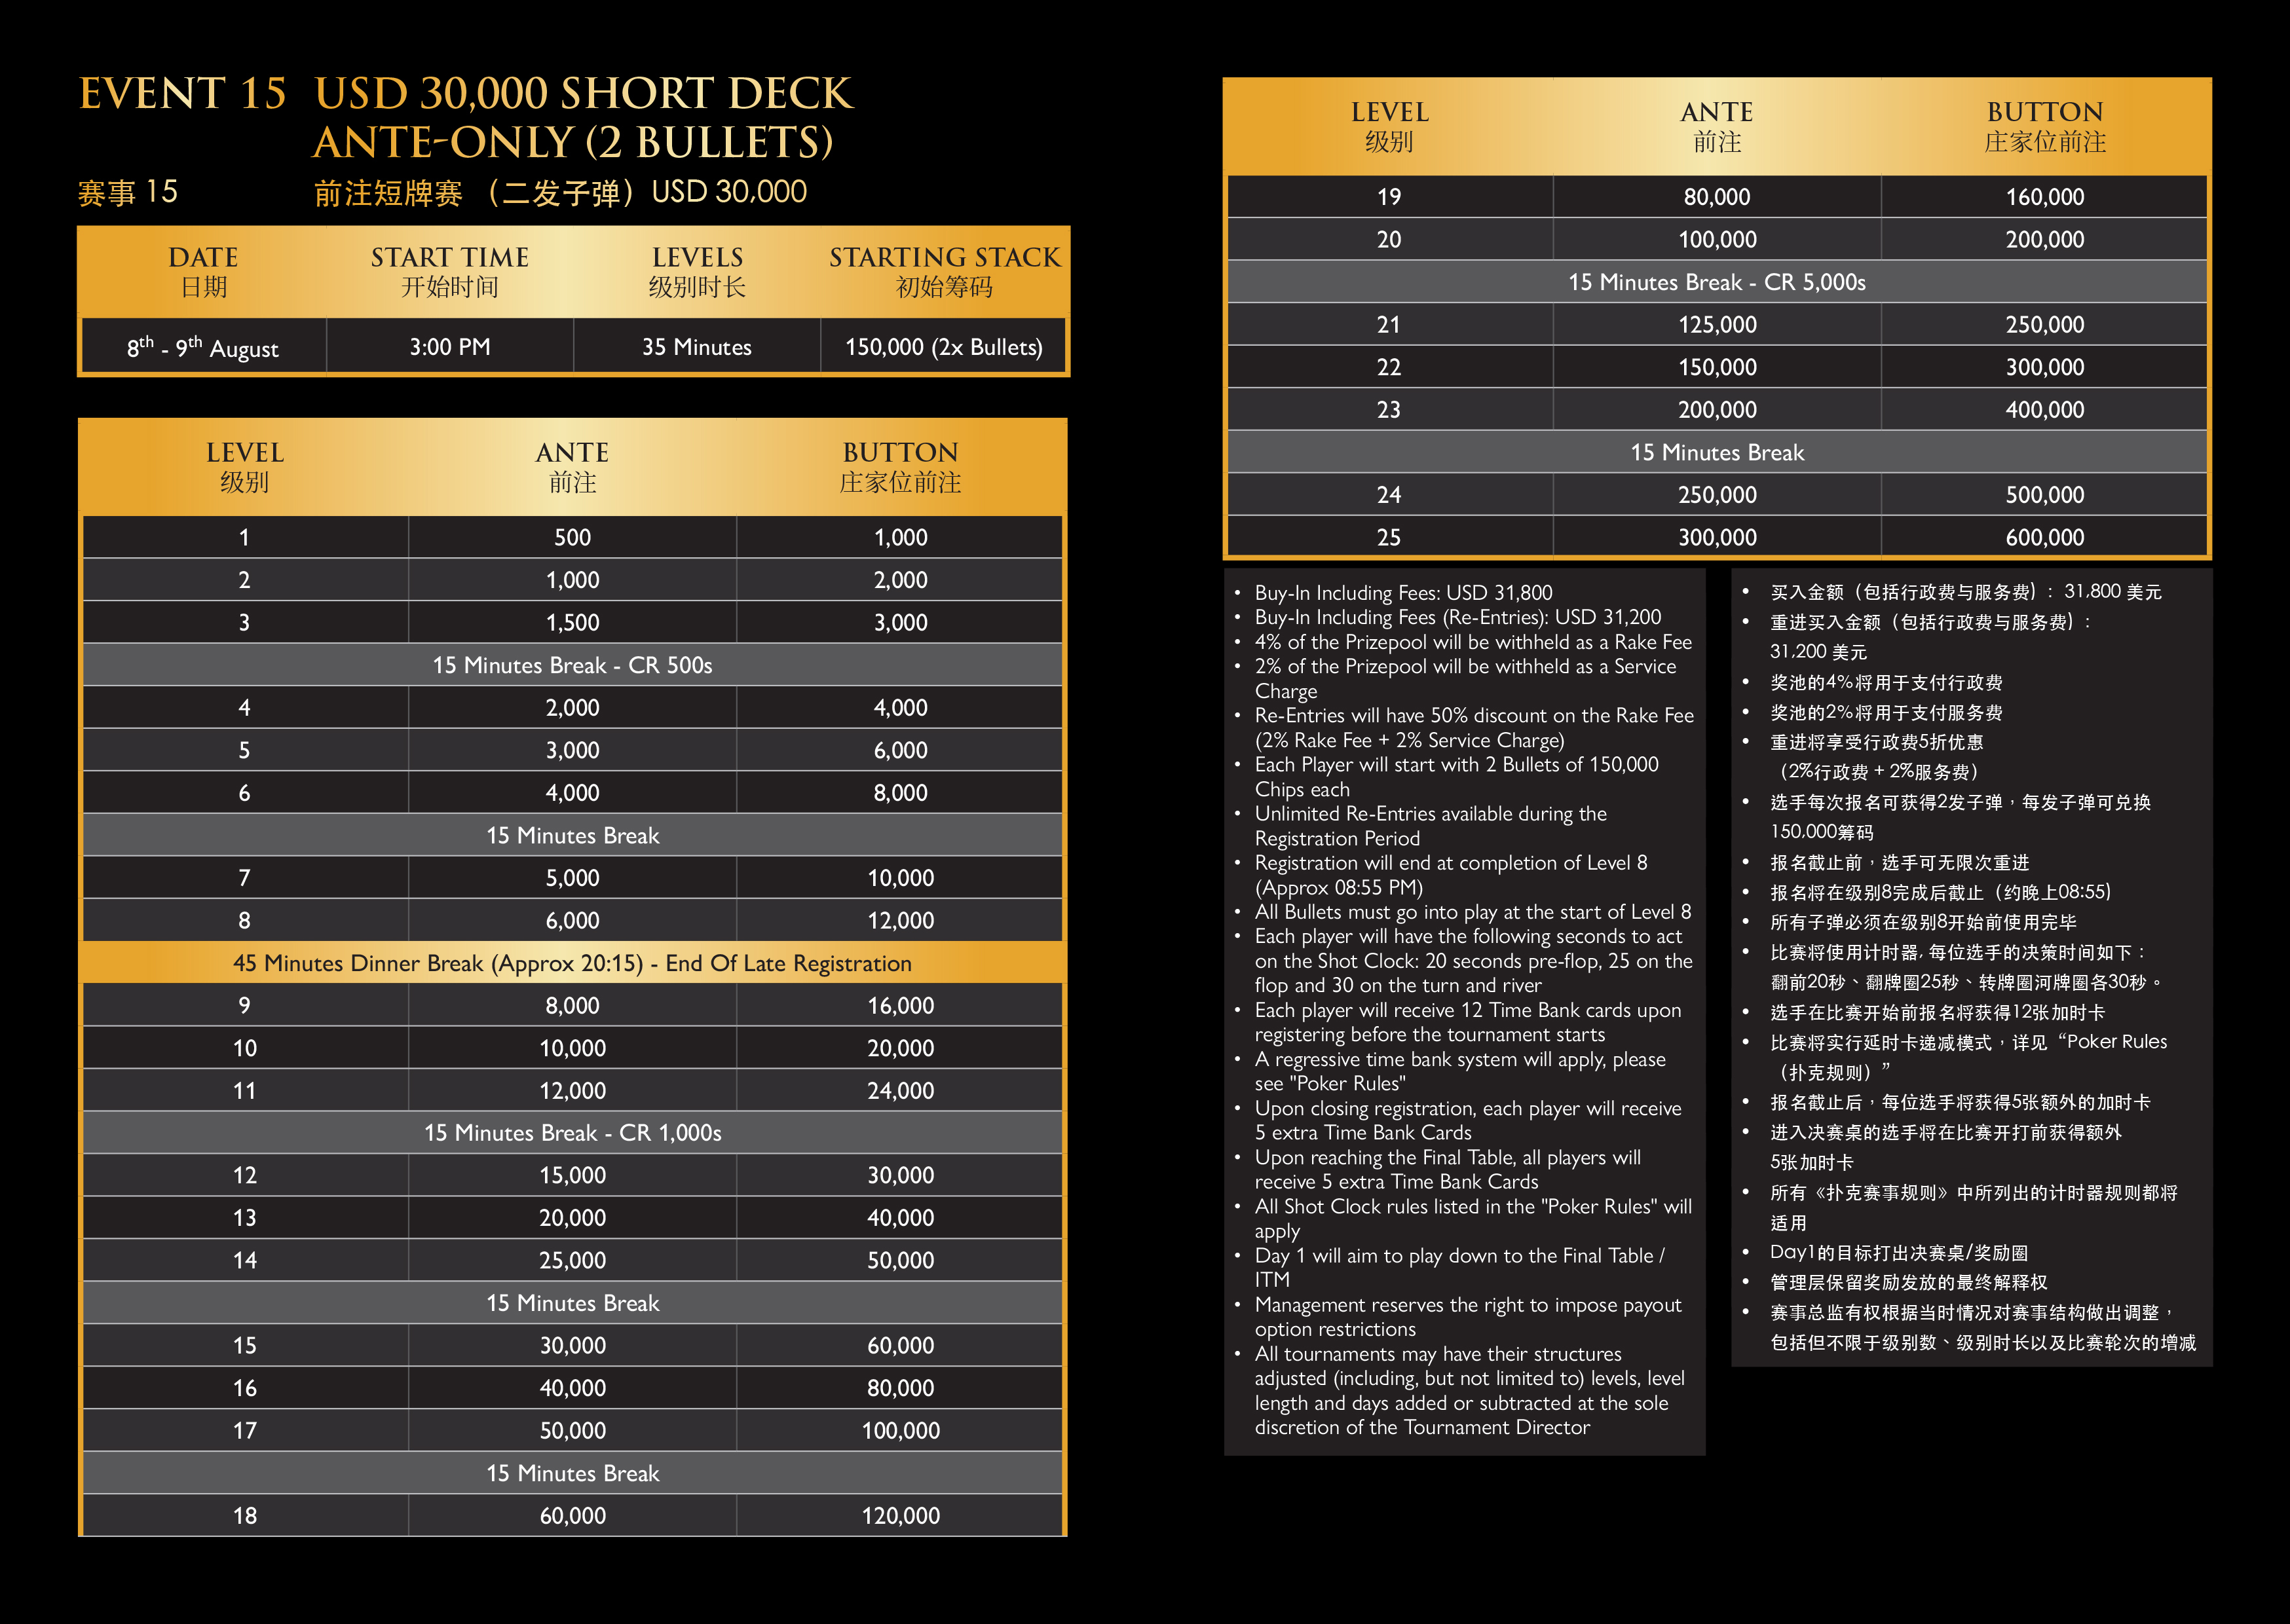 EVENT 15 USD 30,000 SHORT DECK
ANTE-ONLY (2 BULLETS)
赛事 15 前注短牌赛 （二发子弹）USD 30,000
DATE START TIME LEVELS STARTING STACK
日期 开始时间 级别时长 初始筹码
8th - 9th August 3:00 PM 35 Minutes 150,000 (2x Bullets)
LEVEL ANTE BUTTON
级别 前注 庄家位前注
1 500 1,000
2 1,000 2,000
3 1,500 3,000
15 Minutes Break - CR 500s
4 2,000 4,000
5 3,000 6,000
6 4,000 8,000
15 Minutes Break
7 5,000 10,000
8 6,000 12,000
45 Minutes Dinner Break (Approx 20:15) - End Of Late Registration
9 8,000 16,000
10 10,000 20,000
11 12,000 24,000
15 Minutes Break - CR 1,000s
12 15,000 30,000
13 20,000 40,000
14 25,000 50,000
15 Minutes Break
15 30,000 60,000
16 40,000 80,000
17 50,000 100,000
15 Minutes Break
18 60,000 120,000
LEVEL ANTE BUTTON
级别 前注 庄家位前注
19 80,000 160,000
20 100,000 200,000
15 Minutes Break - CR 5,000s
21 125,000 250,000
22 150,000 300,000
23 200,000 400,000
15 Minutes Break
24 250,000 500,000
25 300,000 600,000
• Buy-In Including Fees: USD 31,800
• Buy-In Including Fees (Re-Entries): USD 31,200
• 4% of the Prizepool will be withheld as a Rake Fee
• 2% of the Prizepool will be withheld as a Service
Charge
• Re-Entries will have 50% discount on the Rake Fee
(2% Rake Fee + 2% Service Charge)
• Each Player will start with 2 Bullets of 150,000
Chips each
• Unlimited Re-Entries available during the
Registration Period
• Registration will end at completion of Level 8
(Approx 08:55 PM)
• All Bullets must go into play at the start of Level 8
• Each player will have the following seconds to act
on the Shot Clock: 20 seconds pre-flop, 25 on the
flop and 30 on the turn and river
• Each player will receive 12 Time Bank cards upon
registering before the tournament starts
• A regressive time bank system will apply, please
see "Poker Rules"
• Upon closing registration, each player will receive
5 extra Time Bank Cards
• Upon reaching the Final Table, all players will
receive 5 extra Time Bank Cards
• All Shot Clock rules listed in the "Poker Rules" will
apply
• Day 1 will aim to play down to the Final Table /
ITM
• Management reserves the right to impose payout
option restrictions
• All tournaments may have their structures
adjusted (including, but not limited to) levels, level
length and days added or subtracted at the sole
discretion of the Tournament Director
• 买入金额（包括行政费与服务费）: 31,800 美元
• 重进买入金额（包括行政费与服务费）:
31,200 美元
• 奖池的4%将用于支付行政费
• 奖池的2%将用于支付服务费
• 重进将享受行政费5折优惠
（2%行政费 + 2%服务费）
• 选手每次报名可获得2发子弹，每发子弹可兑换
150,000筹码
• 报名截止前，选手可无限次重进
• 报名将在级别8完成后截止（约晚上08:55)
• 所有子弹必须在级别8开始前使用完毕
• 比赛将使用计时器, 每位选手的决策时间如下：
翻前20秒、翻牌圈25秒、转牌圈河牌圈各30秒。
• 选手在比赛开始前报名将获得12张加时卡
• 比赛将实行延时卡递减模式，详见“Poker Rules
（扑克规则）”
• 报名截止后，每位选手将获得5张额外的加时卡
• 进入决赛桌的选手将在比赛开打前获得额外
5张加时卡
• 所有《扑克赛事规则》中所列出的计时器规则都将
适用
• Day1的目标打出决赛桌/奖励圈
• 管理层保留奖励发放的最终解释权
• 赛事总监有权根据当时情况对赛事结构做出调整，
包括但不限于级别数、级别时长以及比赛轮次的增减